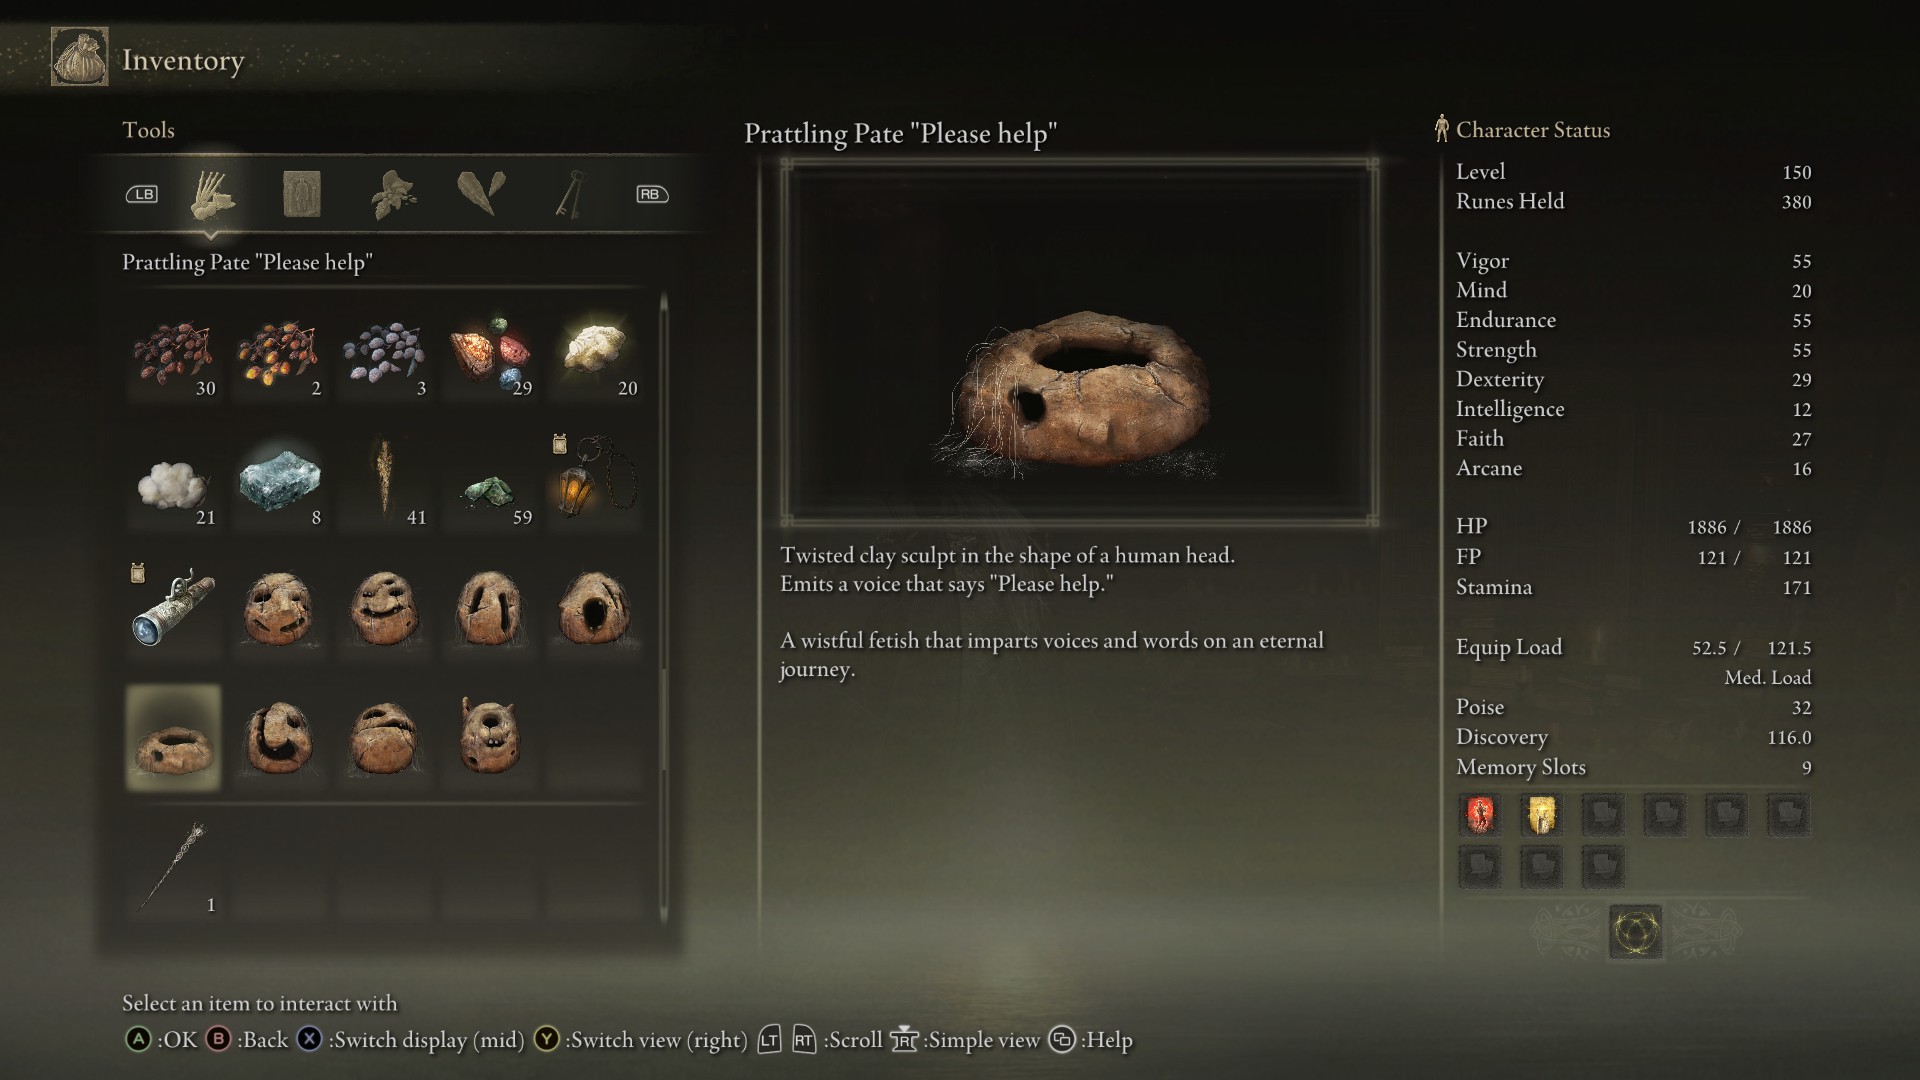 Inventory
Tools
LB
RB
Prattling Pate "Please help"
30
2
3
29
20
21
8
41
59
1
Prattling Pate "Please help"
Twisted clay sculpt in the shape of a human head.
Emits a voice that says "Please help."
A wistful fetish that imparts voices and words on an eternal
journey.
Character Status
Level 150
Runes Held 380
Vigor 55
Mind 20
Endurance 55
Strength 55
Dexterity 29
Intelligence 12
Faith 27
Arcane 16
HP 1886 / 1886
FP 121 / 121
Stamina 171
Equip Load 52.5 / 121.5
Med. Load
Poise 32
Discovery 116.0
Memory Slots 9
Select an item to interact with
A :OK B :Back X :Switch display (mid) Y :Switch view (right) LT RT :Scroll R :Simple view :Help